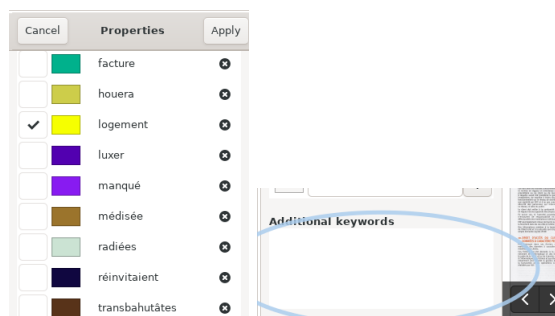 Cancel Properties Apply
facture
houera
logement
luxer
manqué
médisée
radiées
réinvitaient
transbahutâtes
Additional keywords